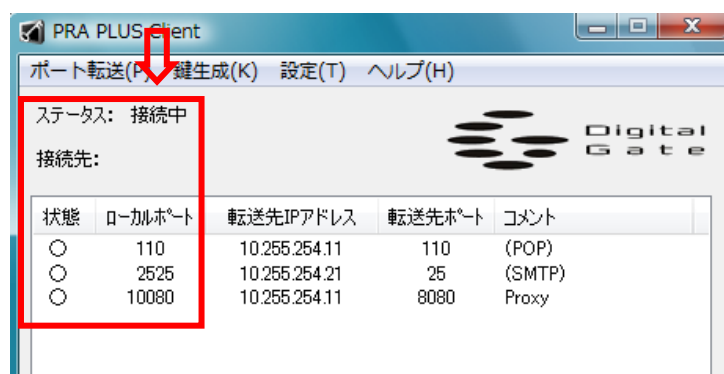 PRA PLUS Client
ポート転送(P) 鍵生成(K) 設定(T) ヘルプ(H)
ステータス: 接続中
Digital
Gate
接続先:
状態 ローカルポート 転送先IPアドレス 転送先ポート コメント
○ 110 10.255.254.11 110 (POP)
○ 2525 10.255.254.21 25 (SMTP)
○ 10080 10.255.254.11 8080 Proxy